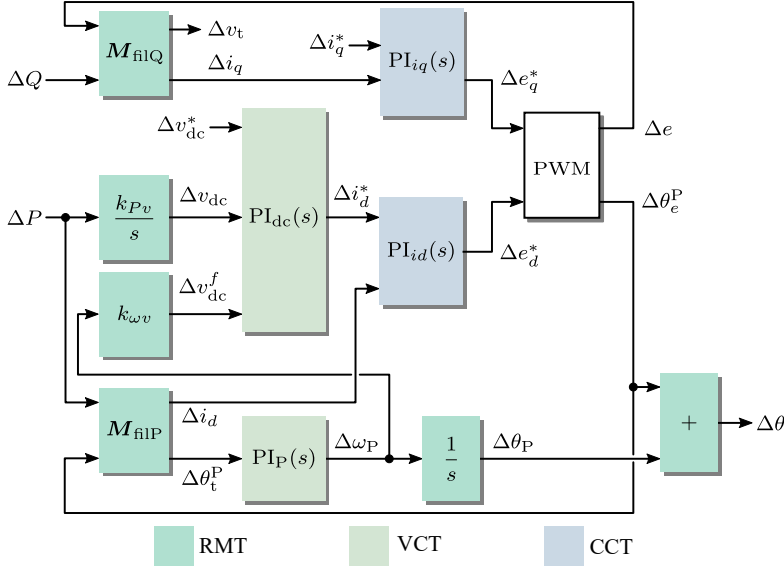 ΔQ
M_filQ
Δv_t
Δi_q
Δi_q^*
PI_iq(s)
Δe_q^*
Δv_dc^*
PWM
Δe
ΔP
k_Pv / s
Δv_dc
PI_dc(s)
Δi_d^*
PI_id(s)
Δe_d^*
Δθ_e^P
k_ωv
Δv_dc^f
M_filP
Δi_d
Δθ_t^P
PI_P(s)
Δω_P
1 / s
Δθ_P
+
Δθ
RMT VCT CCT